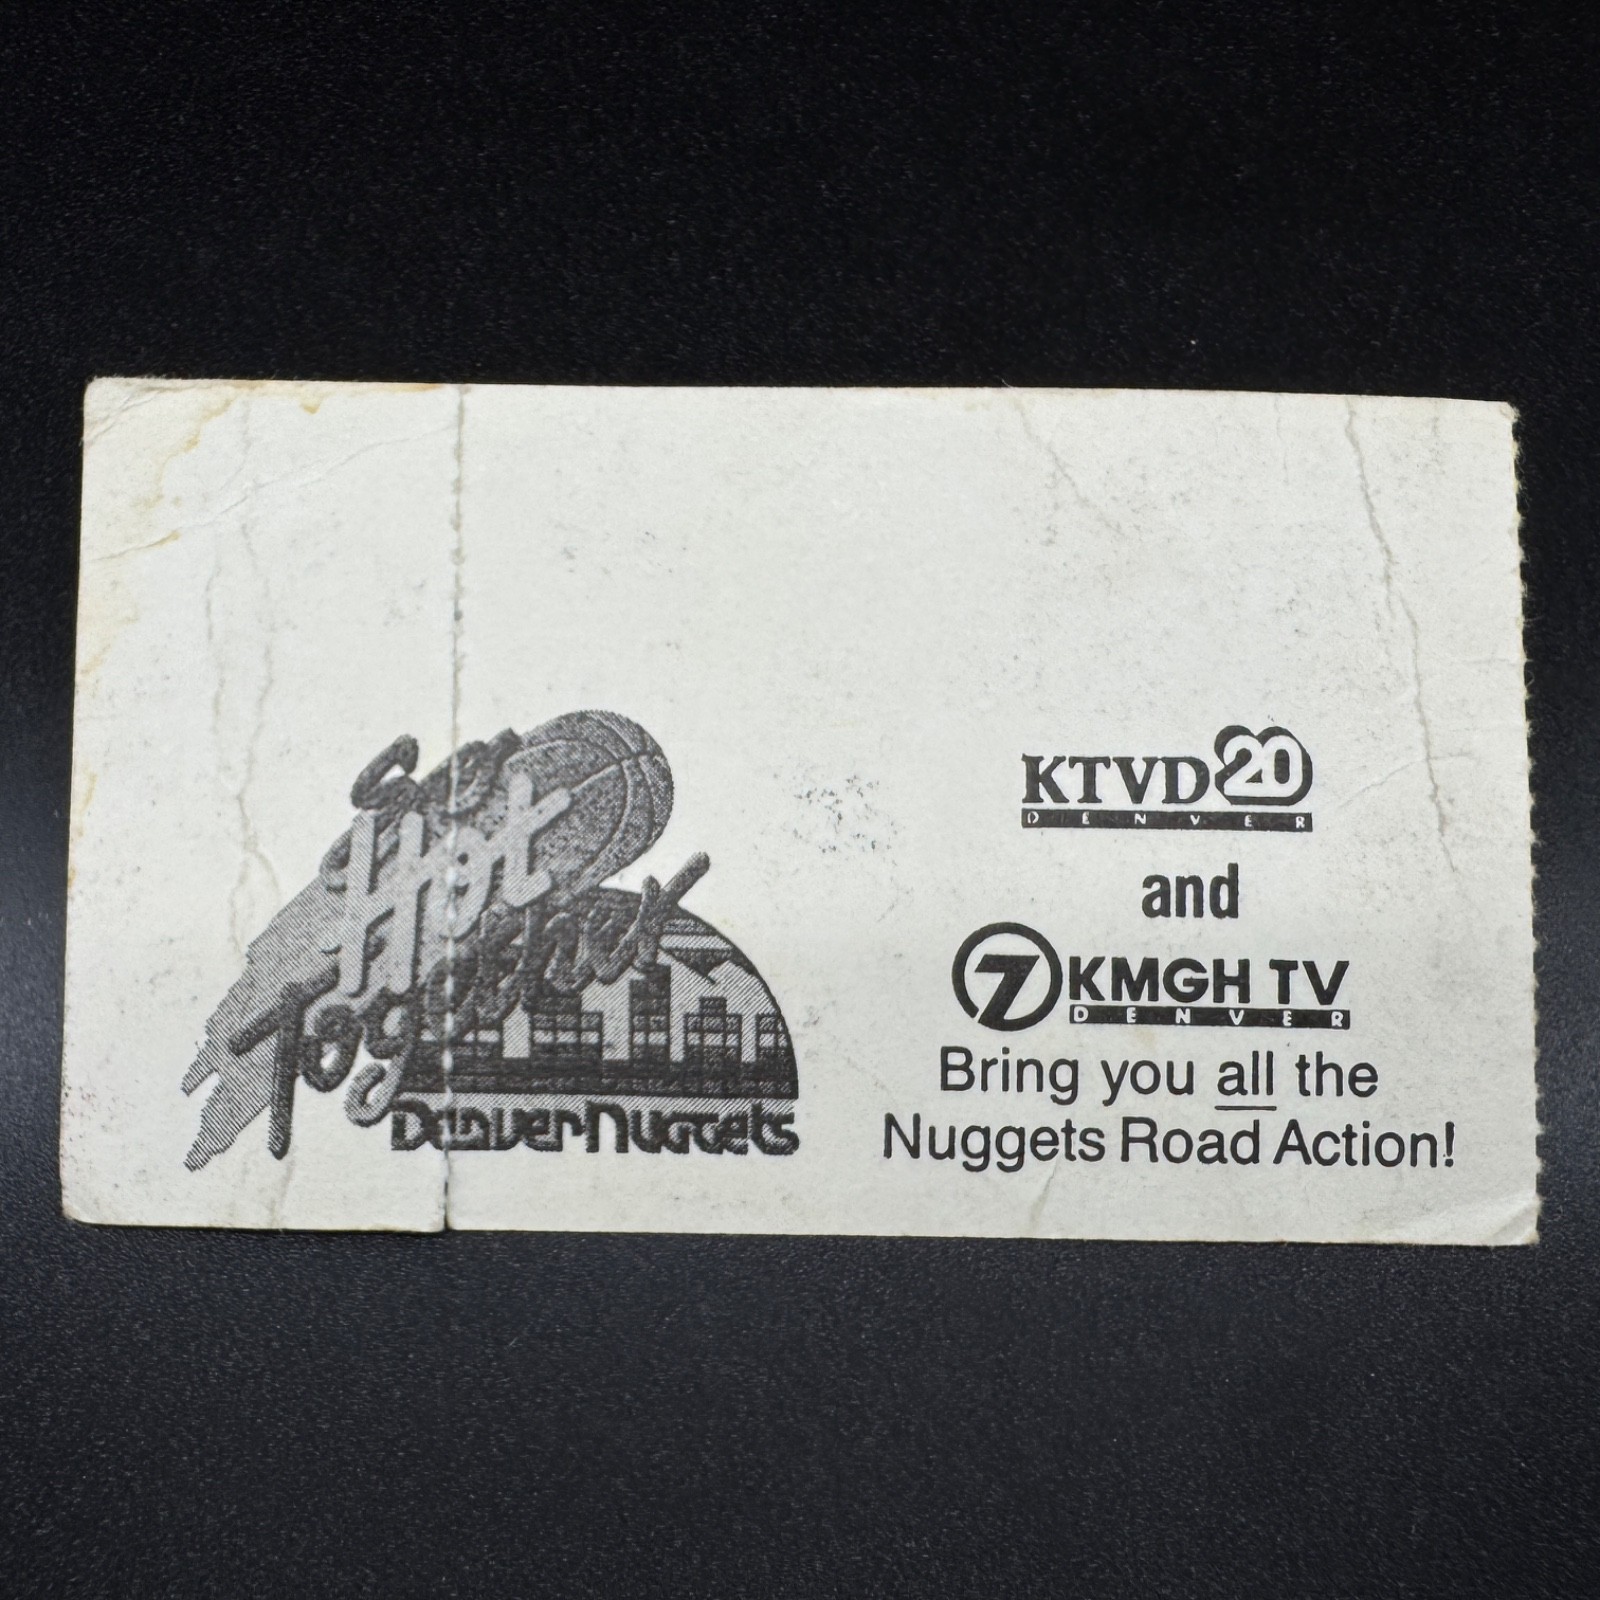 Get
Hot
Together
Denver Nuggets
KTVD 20
DENVER
and
7 KMGH TV
DENVER
Bring you all the
Nuggets Road Action!